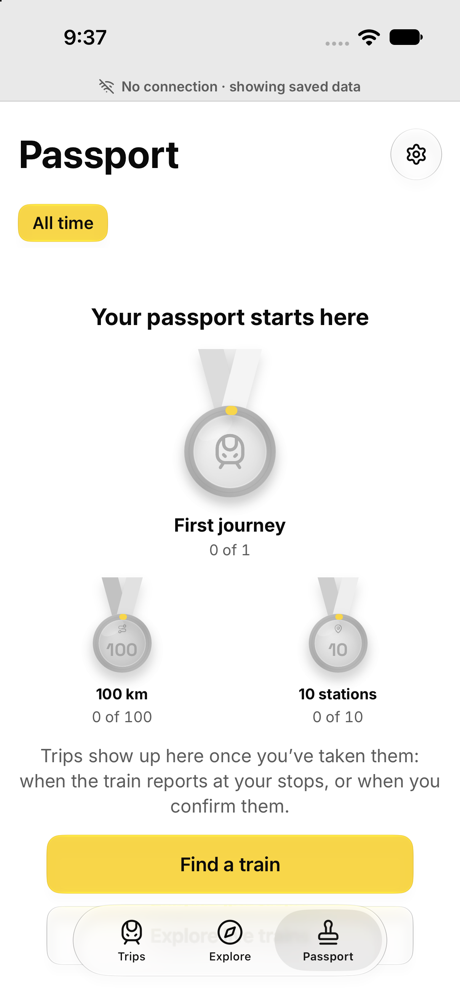 9:37
No connection · showing saved data
Passport
All time
Your passport starts here
First journey
0 of 1
100
10
100 km
10 stations
0 of 100
0 of 10
Trips show up here once you’ve taken them:
when the train reports at your stops, or when you
confirm them.
Find a train
Explore
Trips
Explore
Passport